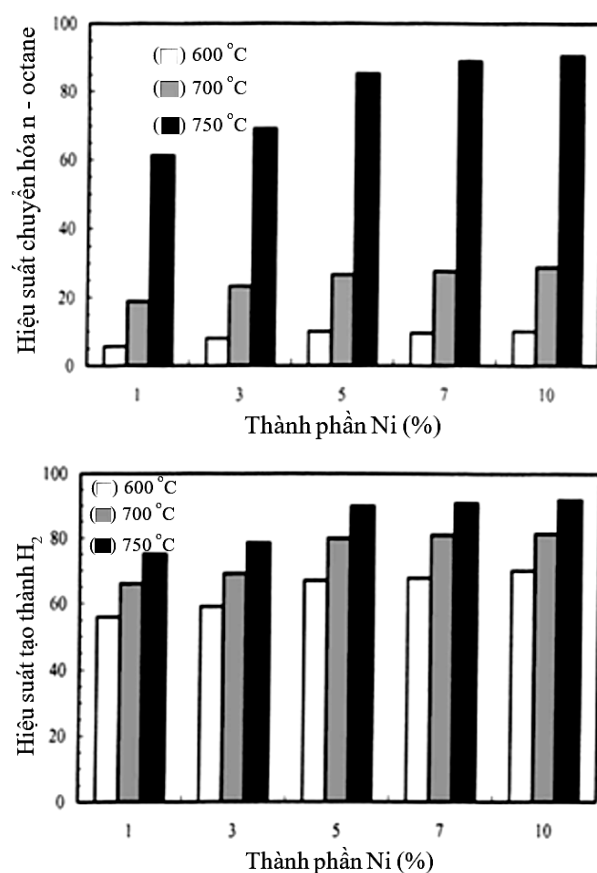 100
80
60
40
20
0
Hiệu suất chuyển hóa n - octane
( ) 600 °C
( ) 700 °C
( ) 750 °C
1 3 5 7 10
Thành phần Ni (%)
100
80
60
40
20
0
Hiệu suát tạo thành H₂
( ) 600 °C
( ) 700 °C
( ) 750 °C
1 3 5 7 10
Thành phần Ni (%)